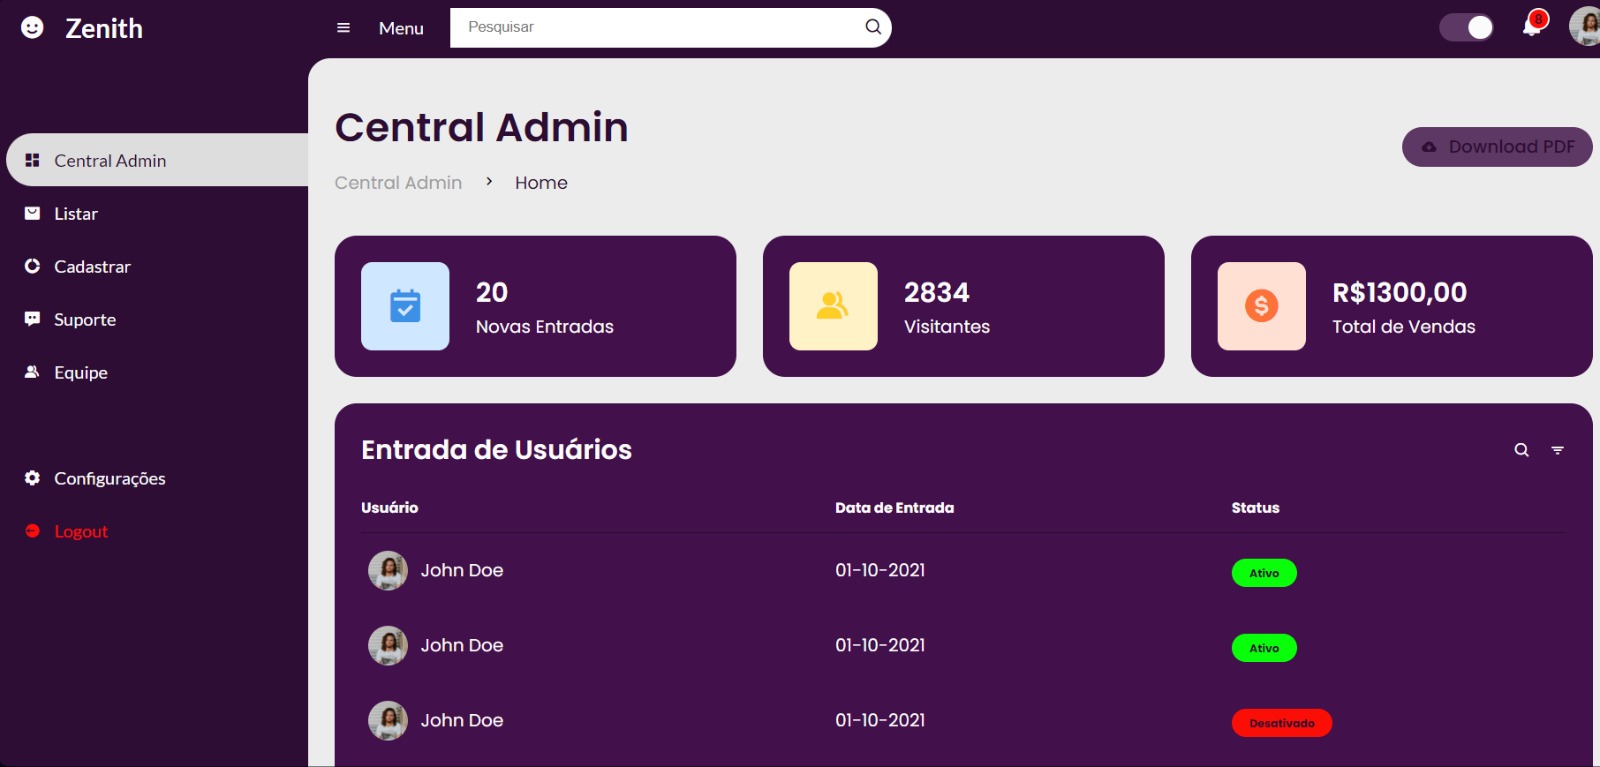 Zenith
Menu
Pesquisar
8
Central Admin
Listar
Cadastrar
Suporte
Equipe
Configurações
Logout
Central Admin
Central Admin > Home
Download PDF
20
Novas Entradas
2834
Visitantes
R$1300,00
Total de Vendas
Entrada de Usuários
Usuário Data de Entrada Status
John Doe 01-10-2021 Ativo
John Doe 01-10-2021 Ativo
John Doe 01-10-2021 Desativado